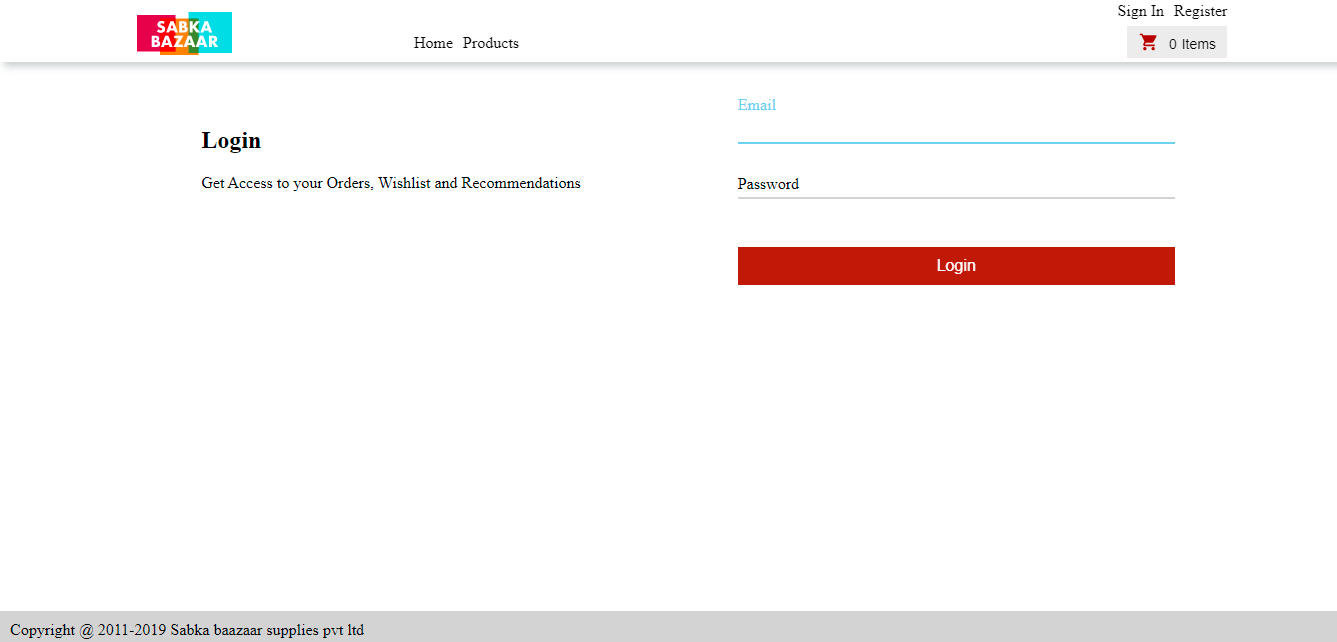 SABKA
BAZAAR
Home Products
Sign In Register
0 Items
Login
Get Access to your Orders, Wishlist and Recommendations
Email
Password
Login
Copyright @ 2011-2019 Sabka baazaar supplies pvt ltd